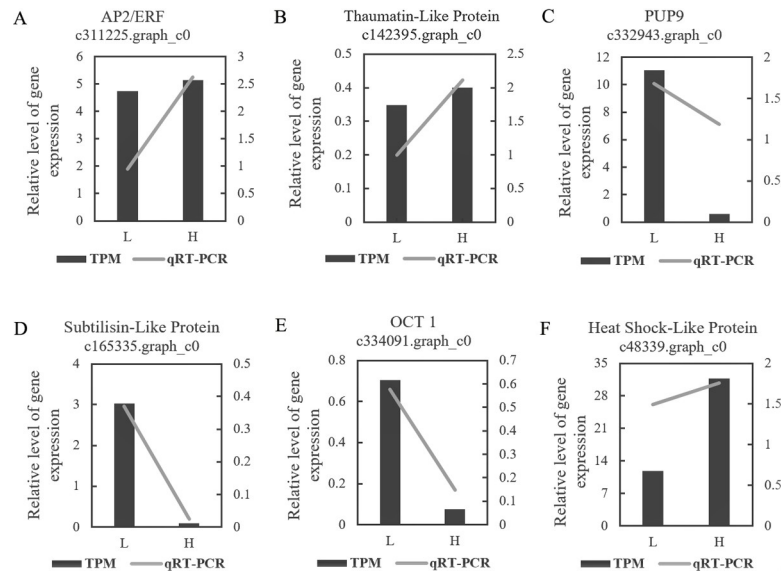 A
AP2/ERF
c311225.graph_c0
Relative level of gene
expression
6
5
4
3
2
1
0
3
2.5
2
1.5
1
0.5
0
L
H
TPM
qRT-PCR
B
Thaumatin-Like Protein
c142395.graph_c0
Relative level of gene
expression
0.5
0.4
0.3
0.2
0.1
0
2.5
2
1.5
1
0.5
0
L
H
TPM
qRT-PCR
C
PUP9
c332943.graph_c0
Relative level of gene
expression
12
10
8
6
4
2
0
2
1.5
1
0.5
0
L
H
TPM
qRT-PCR
D
Subtilisin-Like Protein
c165335.graph_c0
Relative level of gene
expression
4
3
2
1
0
0.5
0.4
0.3
0.2
0.1
0
L
H
TPM
qRT-PCR
E
OCT 1
c334091.graph_c0
Relative level of gene
expression
0.8
0.6
0.4
0.2
0
0.7
0.6
0.5
0.4
0.3
0.2
0.1
0
L
H
TPM
qRT-PCR
F
Heat Shock-Like Protein
c48339.graph_c0
Relative level of gene
expression
35
28
21
14
7
0
2
1.5
1
0.5
0
L
H
TPM
qRT-PCR